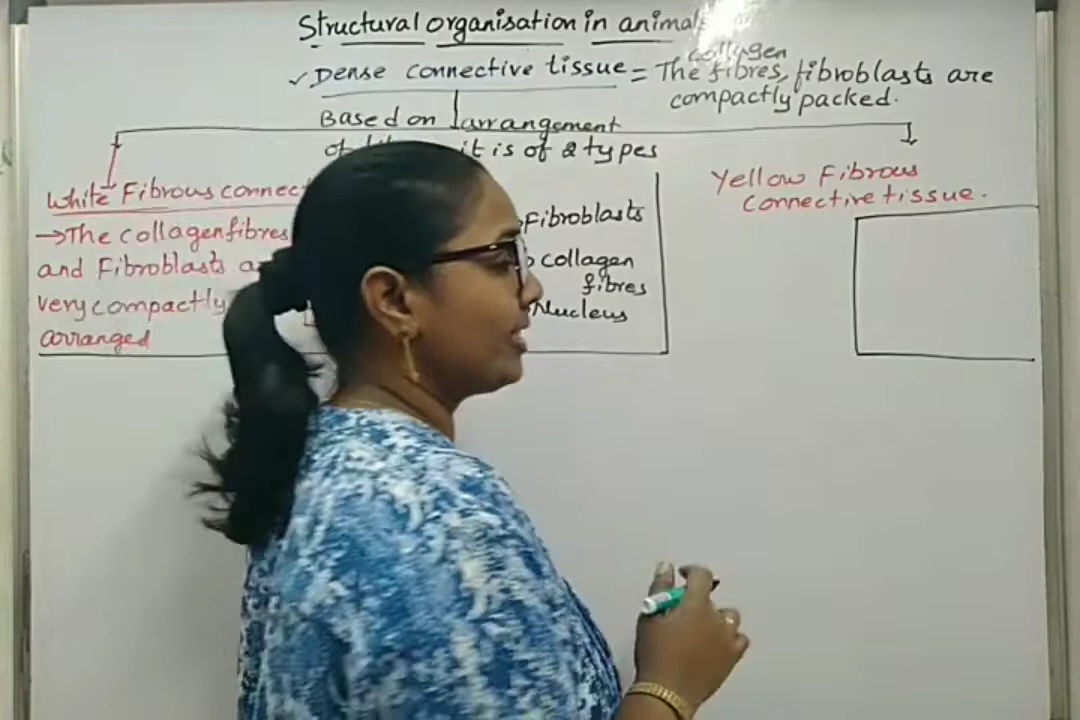 Structural organisation in animals
collagen
✓ Dense connective tissue = The fibres, fibroblasts are
compactly packed.
Based on arrangement
of it is of 2 types
White Fibrous connect
→The collagen fibres
and Fibroblasts a
very compactly
arranged
Fibroblasts
collagen
fibres
Nucleus
Yellow Fibrous
connective tissue.